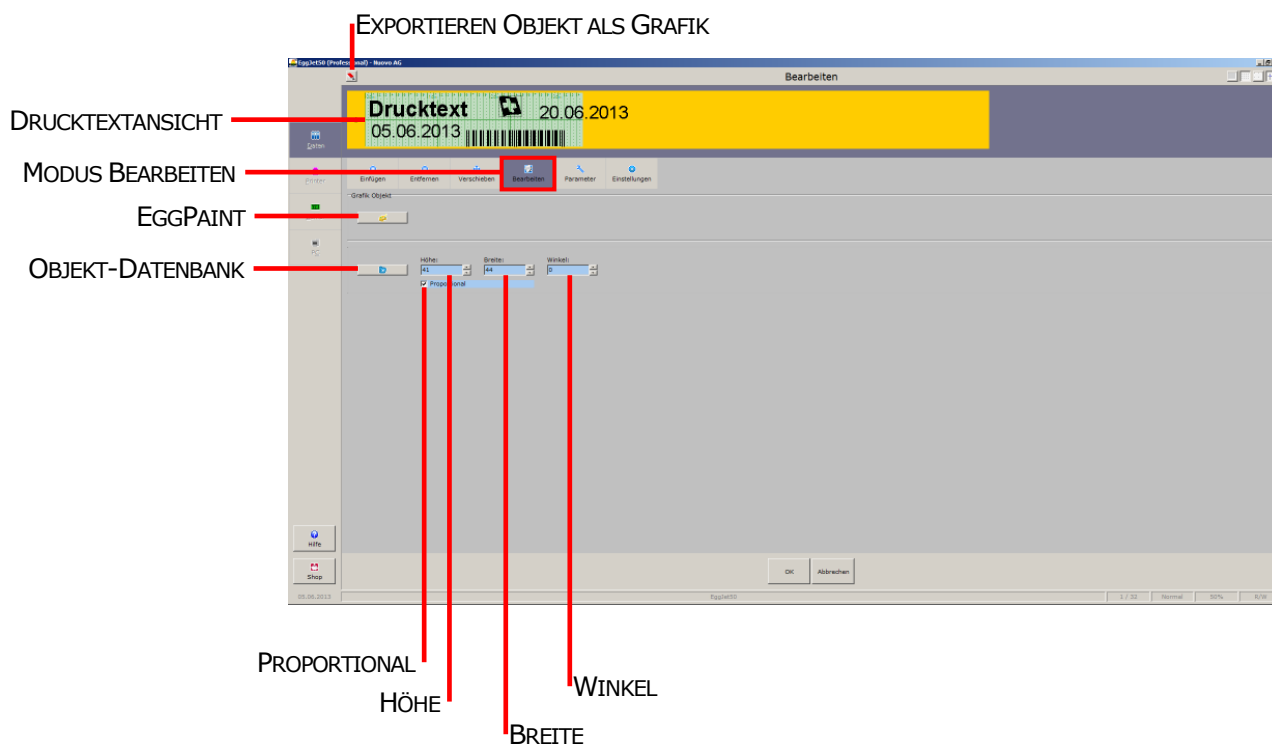 EXPORTIEREN OBJEKT ALS GRAFIK
EggJet50 (Professional) - Nuovo AG
Bearbeiten
Drucktext 20.06.2013
DRUCKTEXTANSICHT
05.06.2013
Daten
MODUS BEARBEITEN
Einfügen Entfernen Verschieben Bearbeiten Parameter Einstellungen
Grafik Objekt
EGGPAINT
PC
OBJEKT-DATENBANK
Höhe: Breite: Winkel:
41 44 0
Proportional
Hilfe
Shop
OK Abbrechen
05.06.2013 EggJet50 1 / 32 Normal 50% R/W
PROPORTIONAL
HÖHE
WINKEL
BREITE